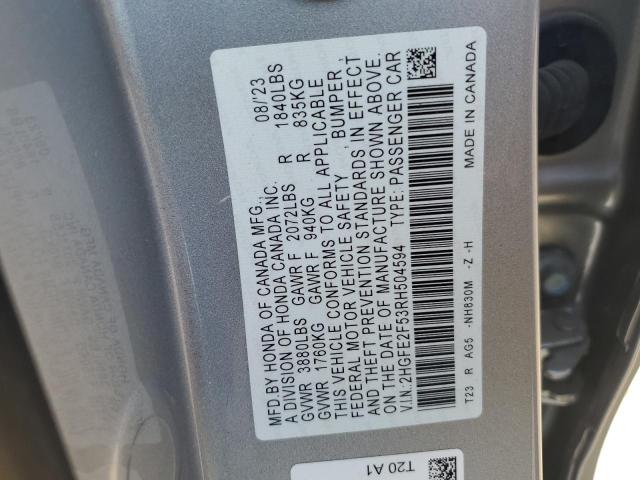 MFD.BY HONDA OF CANADA MFG., 08/'23
A DIVISION OF HONDA CANADA INC.
GVWR 3880LBS GAWR F 2072LBS R 1840LBS
GVWR 1760KG GAWR F 940KG R 835KG
THIS VEHICLE CONFORMS TO ALL APPLICABLE
FEDERAL MOTOR VEHICLE SAFETY , BUMPER ,
AND THEFT PREVENTION STANDARDS IN EFFECT
ON THE DATE OF MANUFACTURE SHOWN ABOVE.
V.I.N.: 2HGFE2F53RH504594 TYPE: PASSENGER CAR
T23 R AG5 -NH830M -Z -H MADE IN CANADA
T20 A1